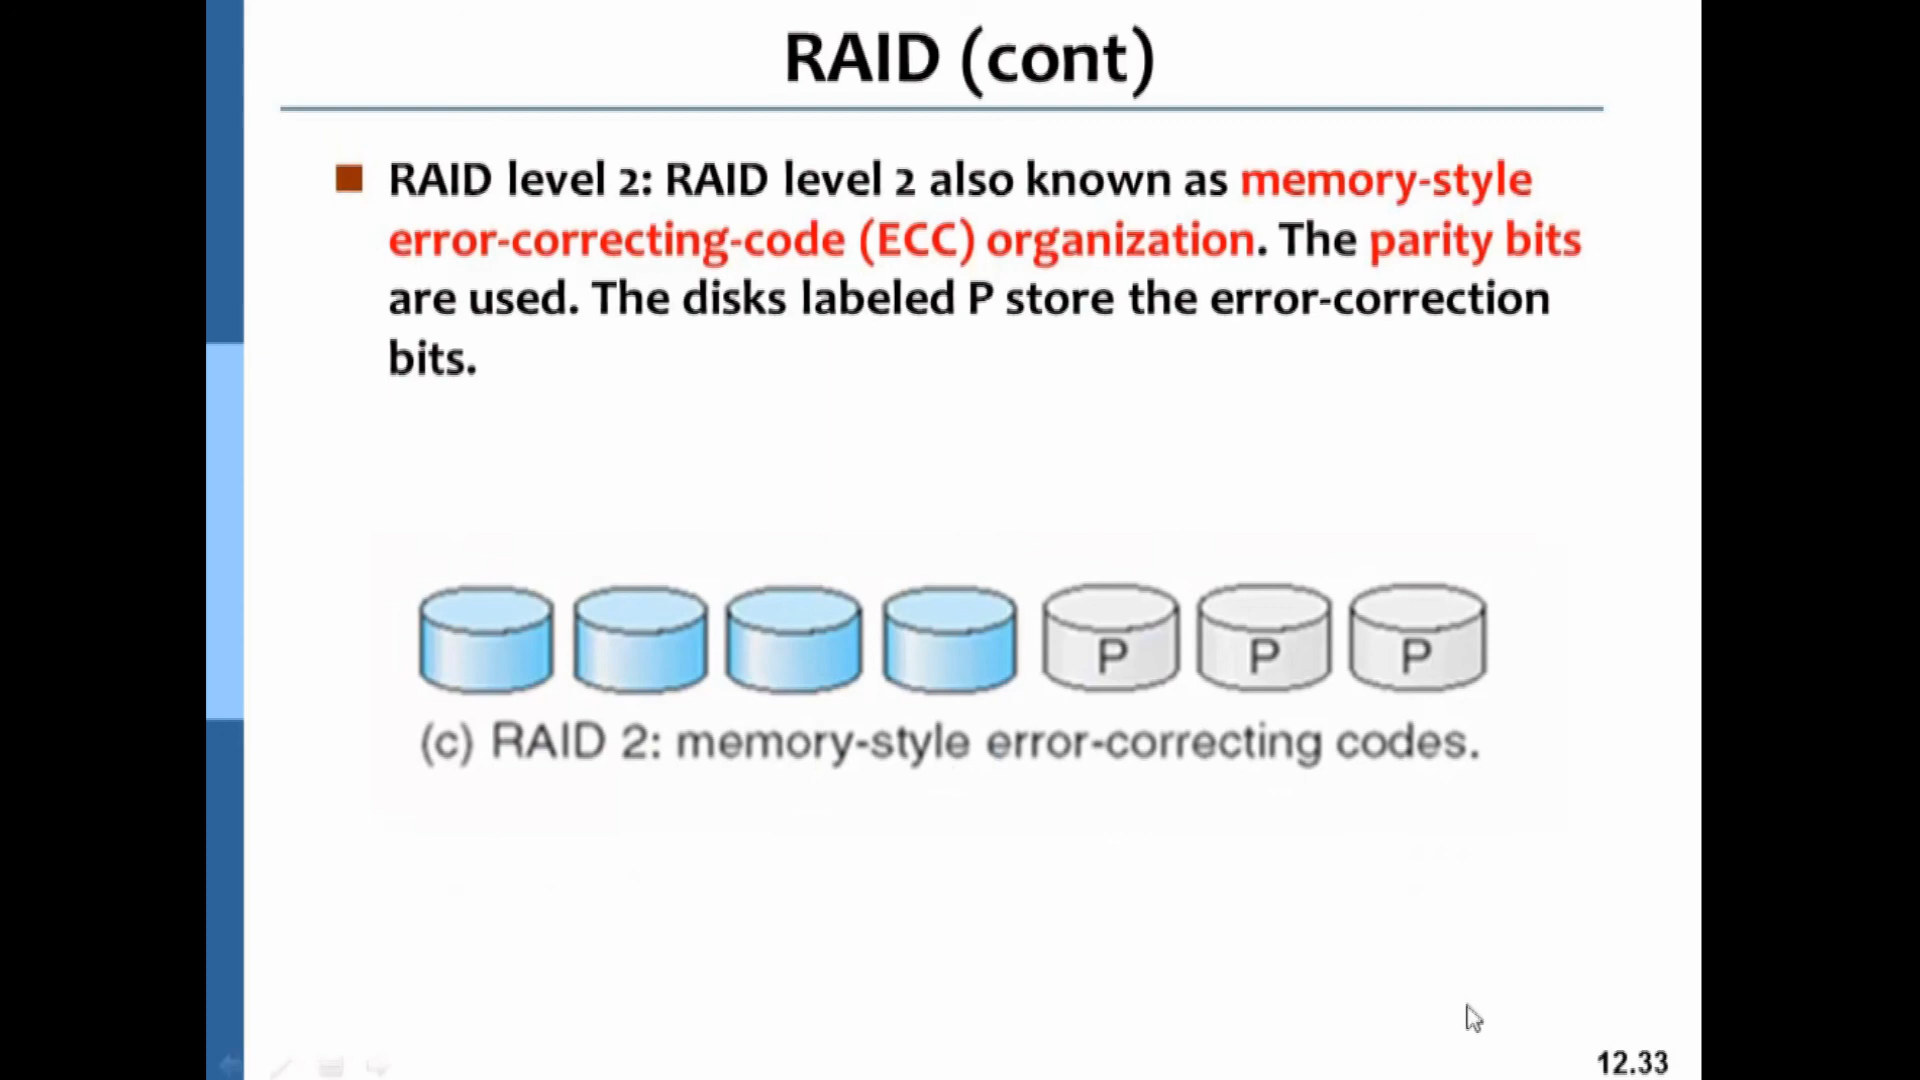 RAID (cont)
RAID level 2: RAID level 2 also known as memory-style
error-correcting-code (ECC) organization. The parity bits
are used. The disks labeled P store the error-correction
bits.
P P P
(c) RAID 2: memory-style error-correcting codes.
12.33